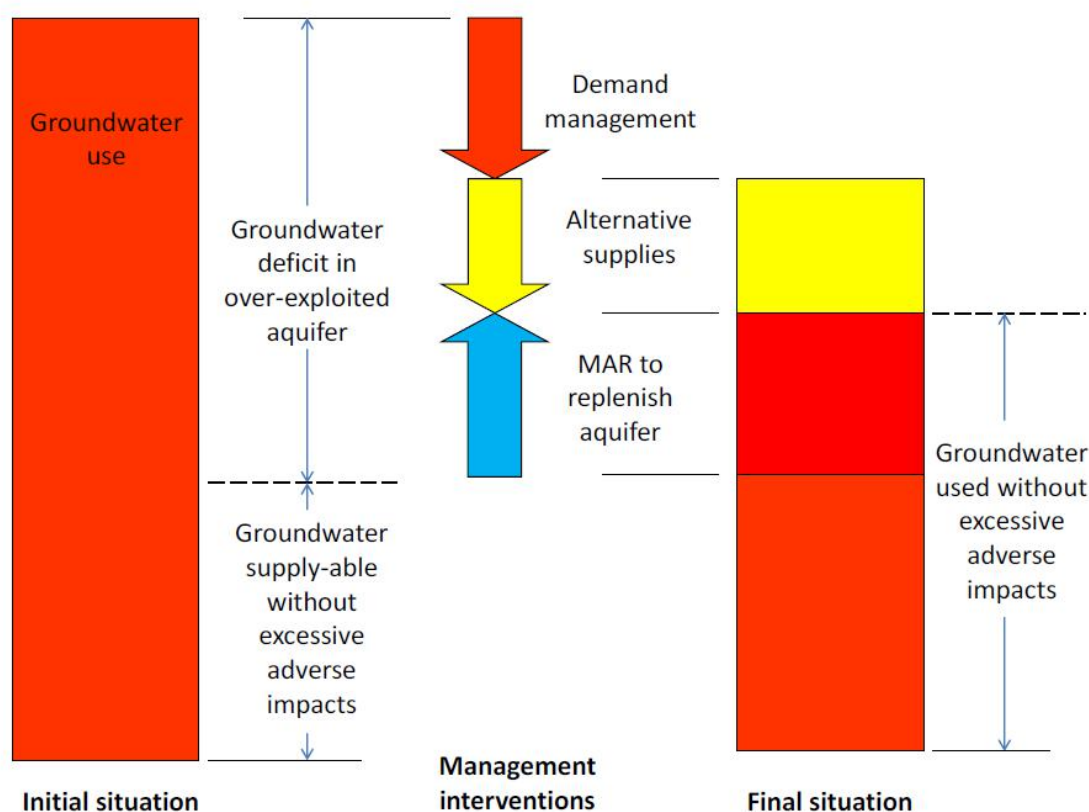 Groundwater
use
Groundwater
deficit in
over-exploited
aquifer
Groundwater
supply-able
without
excessive
adverse
impacts
Initial situation
Demand
management
Alternative
supplies
MAR to
replenish
aquifer
Management
interventions
Groundwater
used without
excessive
adverse
impacts
Final situation